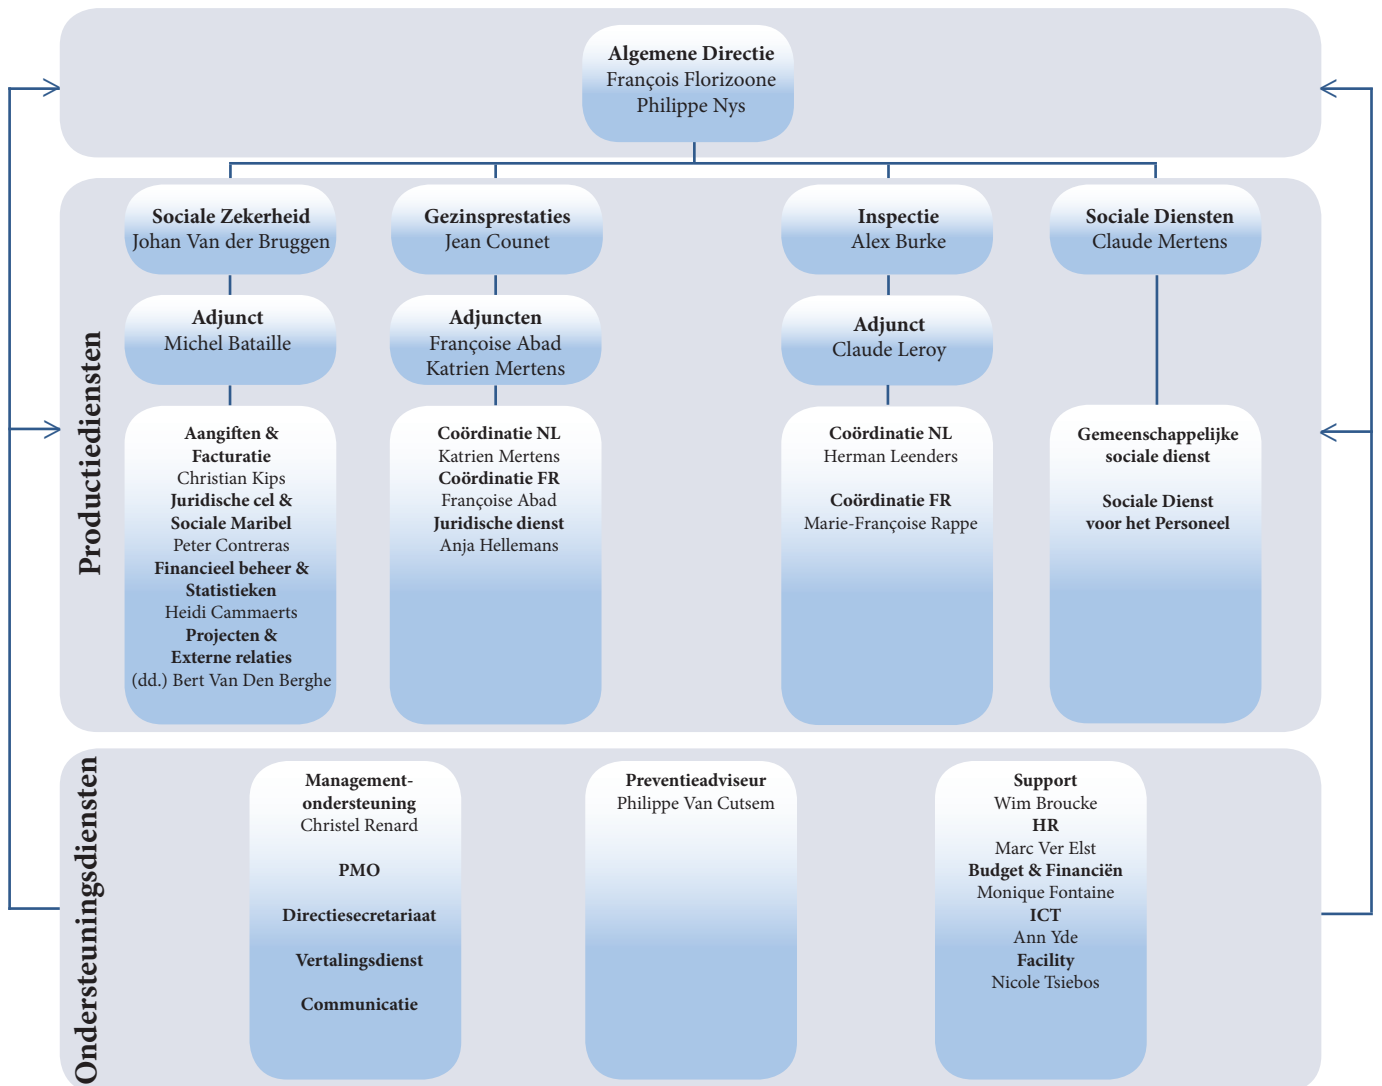 Algemene Directie
François Florizoone
Philippe Nys
Productiediensten
Sociale Zekerheid
Johan Van der Bruggen
Adjunct
Michel Bataille
Aangiften &
Facturatie
Christian Kips
Juridische cel &
Sociale Maribel
Peter Contreras
Financieel beheer &
Statistieken
Heidi Cammaerts
Projecten &
Externe relaties
(dd.) Bert Van Den Berghe
Gezinsprestaties
Jean Counet
Adjuncten
Françoise Abad
Katrien Mertens
Coördinatie NL
Katrien Mertens
Coördinatie FR
Françoise Abad
Juridische dienst
Anja Hellemans
Inspectie
Alex Burke
Adjunct
Claude Leroy
Coördinatie NL
Herman Leenders
Coördinatie FR
Marie-Françoise Rappe
Sociale Diensten
Claude Mertens
Gemeenschappelijke
sociale dienst
Sociale Dienst
voor het Personeel
Ondersteuningsdiensten
Management-
ondersteuning
Christel Renard
PMO
Directiesecretariaat
Vertalingsdienst
Communicatie
Preventieadviseur
Philippe Van Cutsem
Support
Wim Broucke
HR
Marc Ver Elst
Budget & Financiën
Monique Fontaine
ICT
Ann Yde
Facility
Nicole Tsiebos